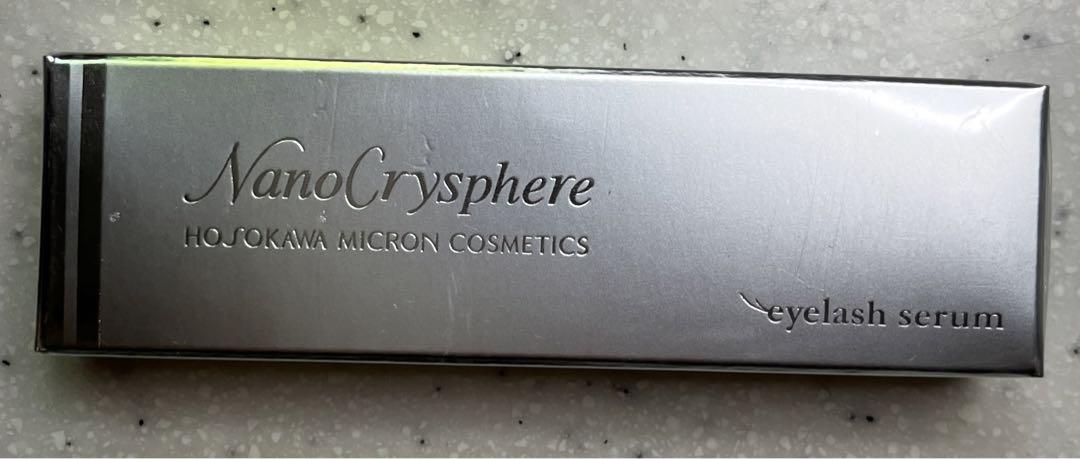 NanoCrysphere
HOSOKAWA MICRON COSMETICS
eyelash serum